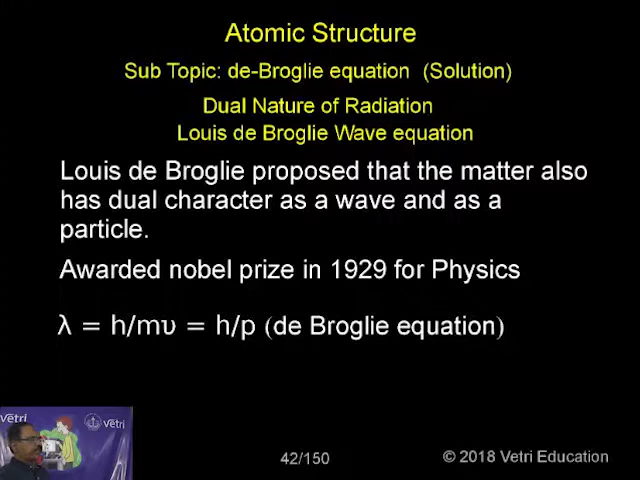 Atomic Structure
Sub Topic: de-Broglie equation (Solution)
Dual Nature of Radiation
Louis de Broglie Wave equation
Louis de Broglie proposed that the matter also
has dual character as a wave and as a
particle.
Awarded nobel prize in 1929 for Physics
λ = h/mυ = h/p (de Broglie equation)
vetri
vetri
42/150
© 2018 Vetri Education